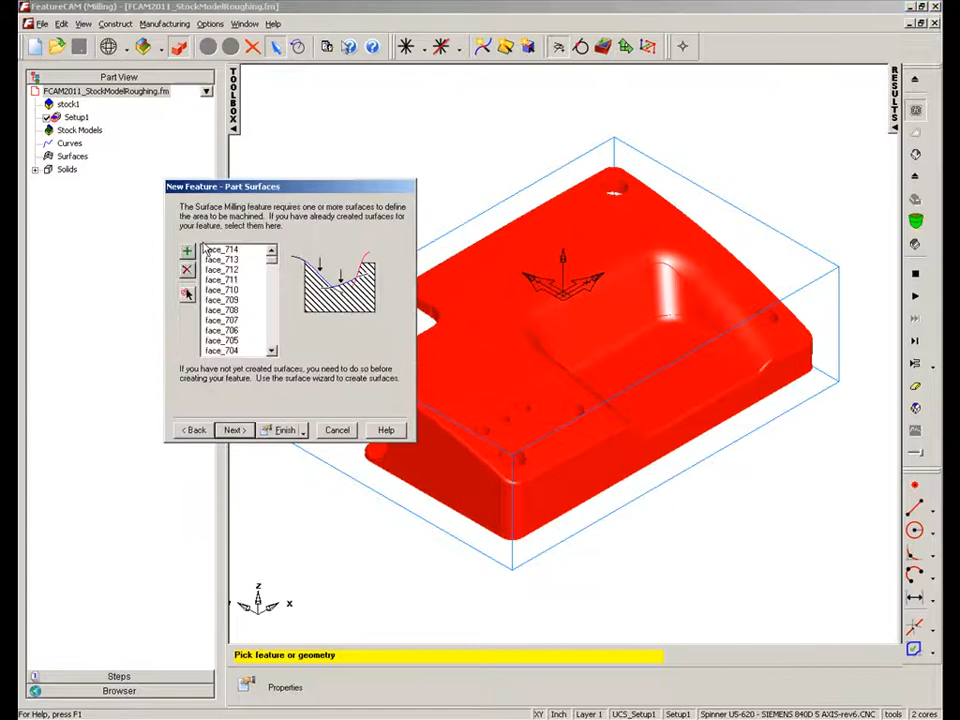 FeatureCAM (Milling) - [FCAM2011_StockModelRoughing.fm]
File Edit View Construct Manufacturing Options Window Help
Part View
FCAM2011_StockModelRoughing.fm
stock1
Setup1
Stock Models
Curves
Surfaces
Solids
TOOLBOX
RESULTS
New Feature - Part Surfaces
The Surface Milling feature requires one or more surfaces to define
the area to be machined. If you have already created surfaces for
your feature, select them here.
face_714
face_713
face_712
face_711
face_710
face_709
face_708
face_707
face_706
face_705
face_704
If you have not yet created surfaces, you need to do so before
creating your feature. Use the surface wizard to create surfaces.
< Back Next > Finish Cancel Help
Z
X
Pick feature or geometry
Steps
Browser
Properties
For Help, press F1
XY Inch Layer 1 UCS_Setup1 Setup1 Spinner U5-620 - SIEMENS 840D 5 AXIS-rev6.CNC tools 2 cores